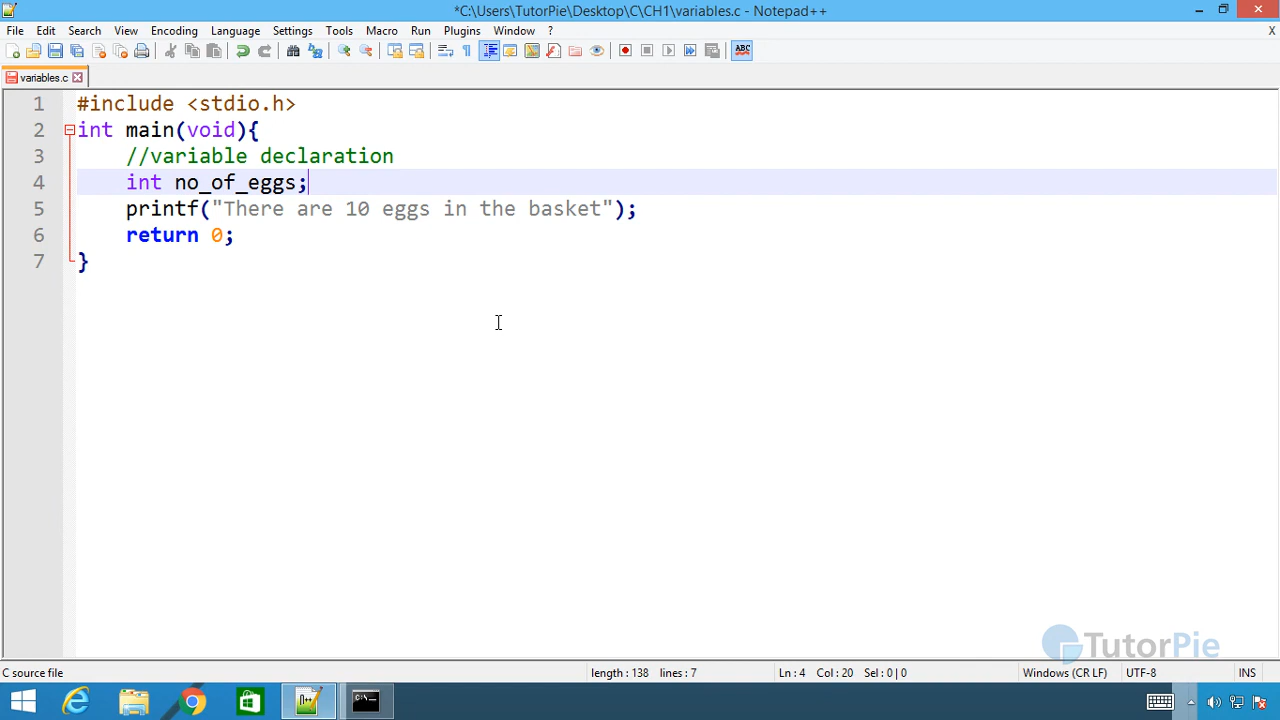 *C:\Users\TutorPie\Desktop\C\CH1\variables.c - Notepad++
File Edit Search View Encoding Language Settings Tools Macro Run Plugins Window ? X
ABC
variables.c
1 #include <stdio.h>
2 int main(void){
3 //variable declaration
4 int no_of_eggs;
5 printf("There are 10 eggs in the basket");
6 return 0;
7 }
TutorPie
C source file length : 138 lines : 7 Ln : 4 Col : 20 Sel : 0 | 0 Windows (CR LF) UTF-8 INS